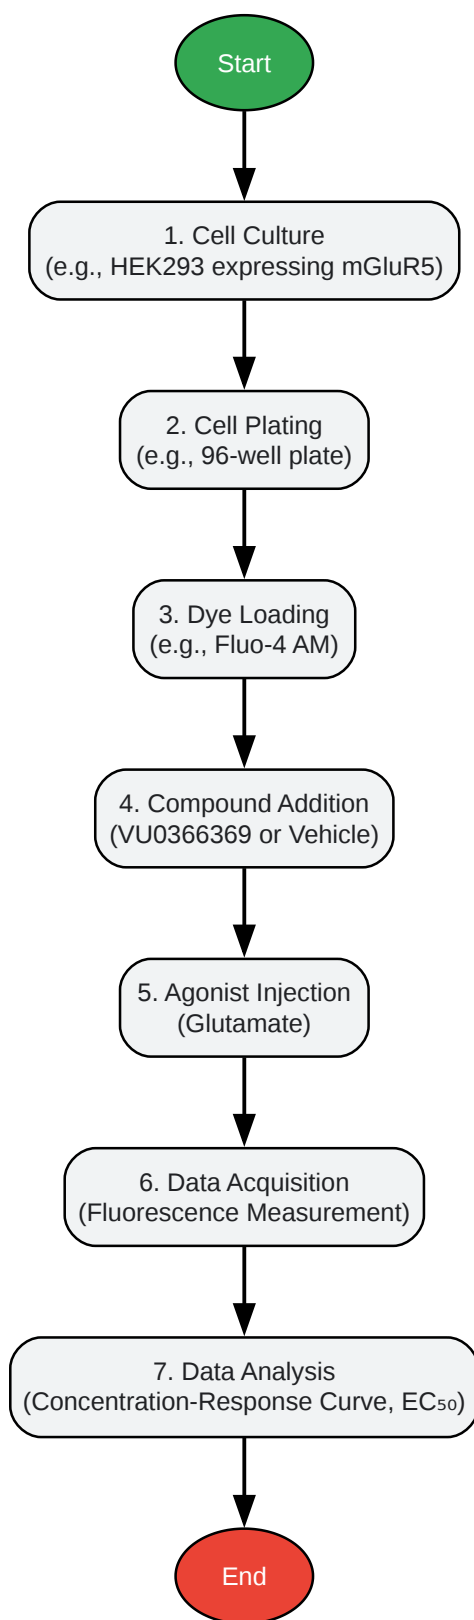 Start
1. Cell Culture
(e.g., HEK293 expressing mGluR5)
2. Cell Plating
(e.g., 96-well plate)
3. Dye Loading
(e.g., Fluo-4 AM)
4. Compound Addition
(VU0366369 or Vehicle)
5. Agonist Injection
(Glutamate)
6. Data Acquisition
(Fluorescence Measurement)
7. Data Analysis
(Concentration-Response Curve, EC₅₀)
End